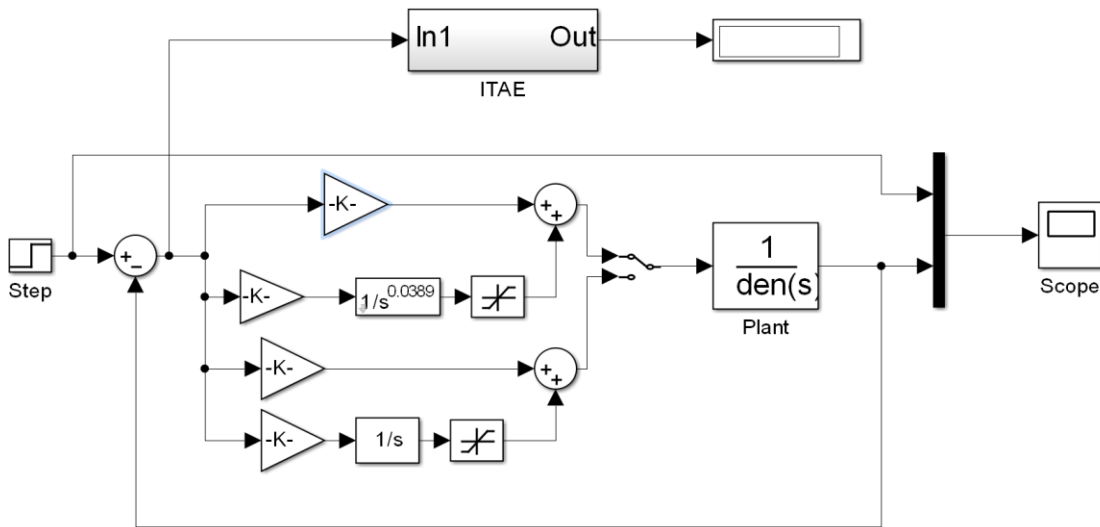 In1 Out
ITAE
-K-
+
+
Step
+
−
-K-
1/s^0.0389
1
den(s)
Plant
Scope
-K-
+
+
-K-
1/s